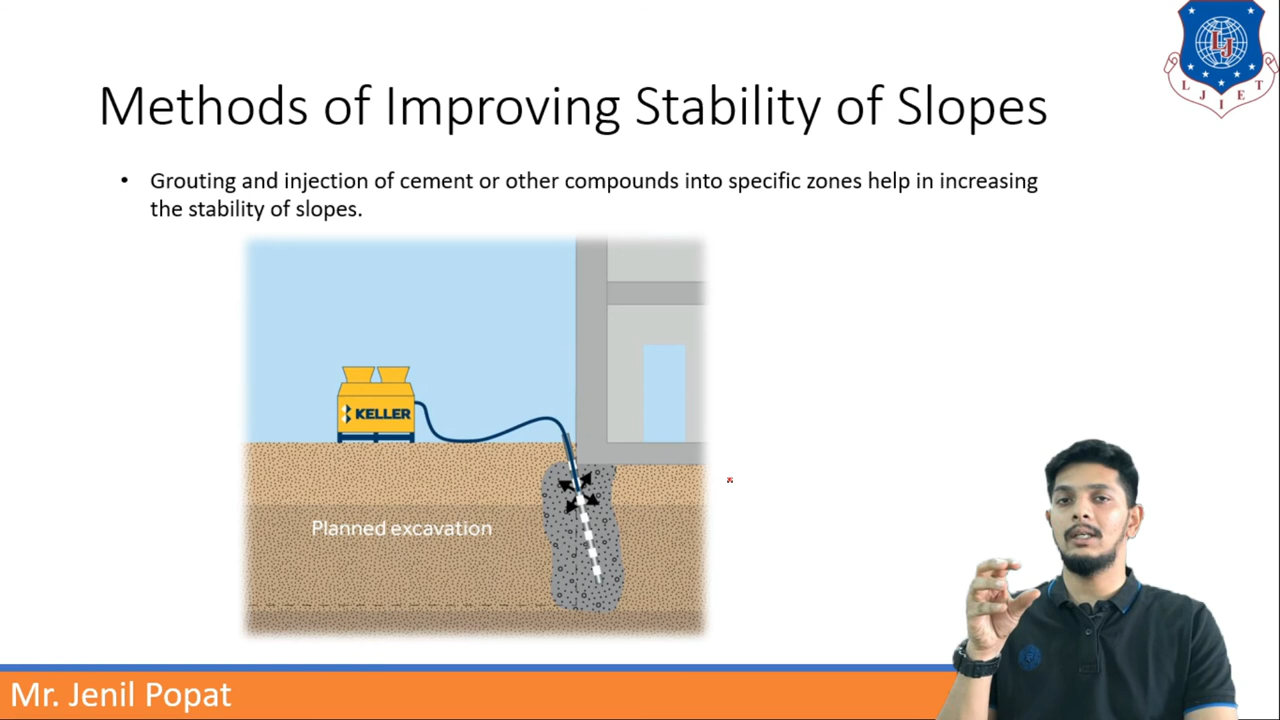 L J
L J I E T
Methods of Improving Stability of Slopes
• Grouting and injection of cement or other compounds into specific zones help in increasing
the stability of slopes.
KELLER
Planned excavation
Mr. Jenil Popat